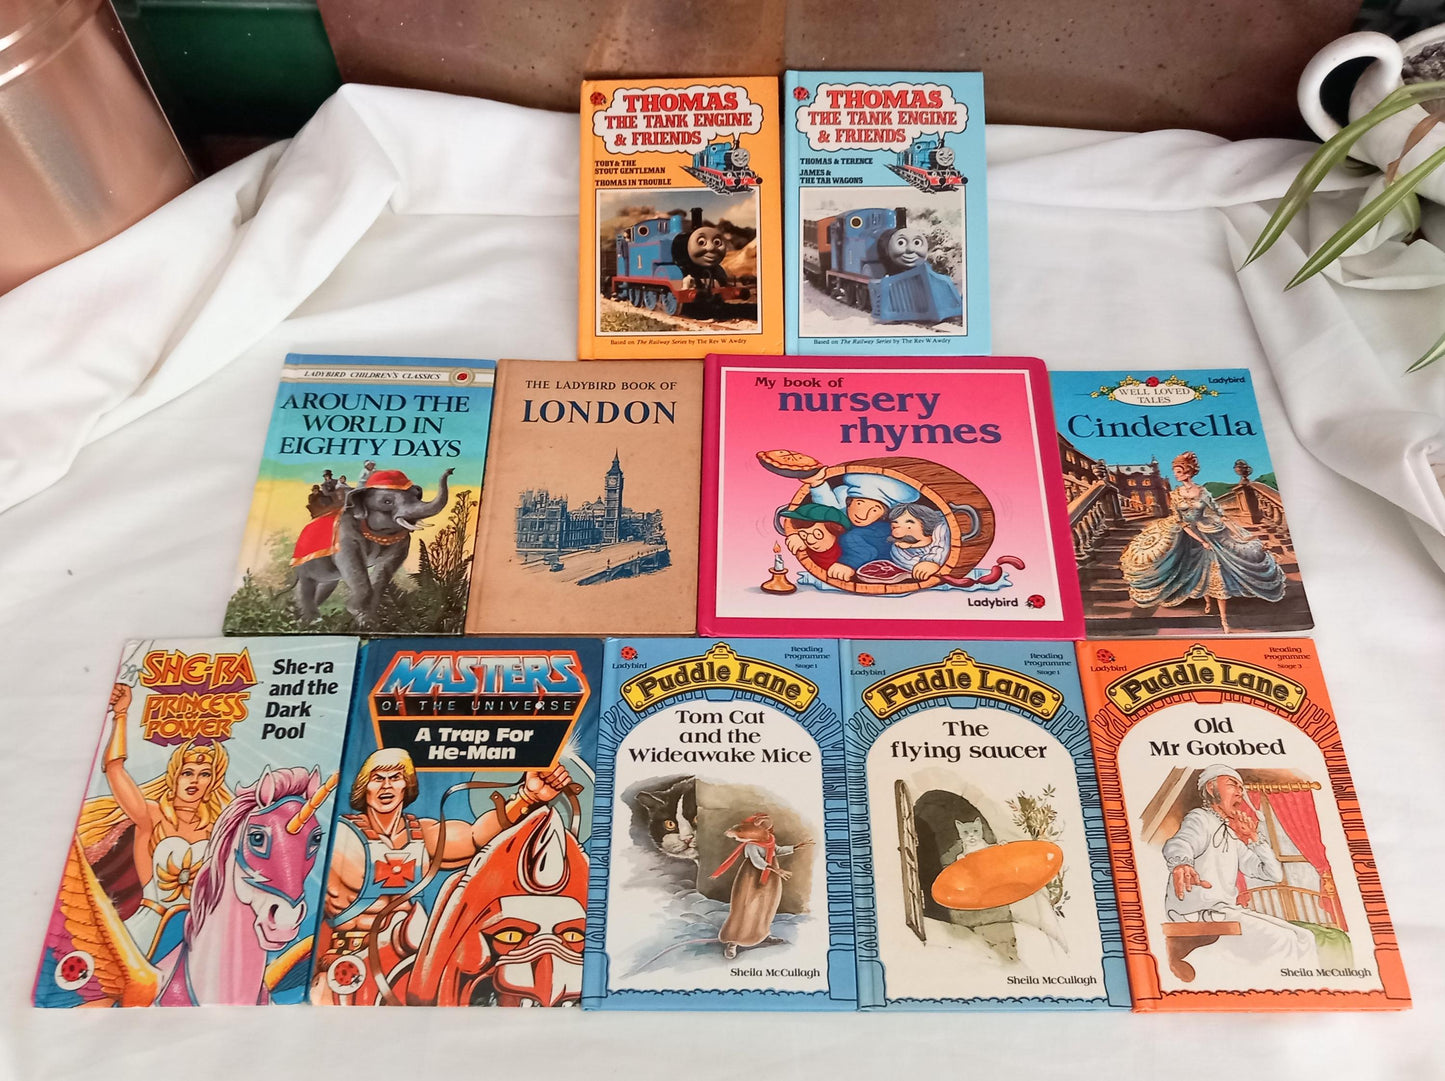 THOMAS
THE TANK ENGINE
& FRIENDS
TOBY & THE
STOUT GENTLEMAN
THOMAS IN TROUBLE
1
Based on The Railway Series by The Rev W Awdry
THOMAS
THE TANK ENGINE
& FRIENDS
THOMAS & TERENCE
JAMES &
THE TAR WAGONS
1
Based on The Railway Series by The Rev W Awdry
LADYBIRD CHILDREN'S CLASSICS
AROUND THE
WORLD IN
EIGHTY DAYS
THE LADYBIRD BOOK OF
LONDON
My book of
nursery
rhymes
Ladybird
WELL LOVED
TALES
Ladybird
Cinderella
SHE-RA
PRINCESS
OF
POWER
She-ra
and the
Dark
Pool
MASTERS
OF THE UNIVERSE
A Trap For
He-Man
Ladybird
Reading
Programme
Stage 1
Puddle Lane
Tom Cat
and the
Wideawake Mice
Sheila McCullagh
Ladybird
Reading
Programme
Stage 1
Puddle Lane
The
flying saucer
Sheila McCullagh
Ladybird
Reading
Programme
Stage 3
Puddle Lane
Old
Mr Gotobed
Sheila McCullagh